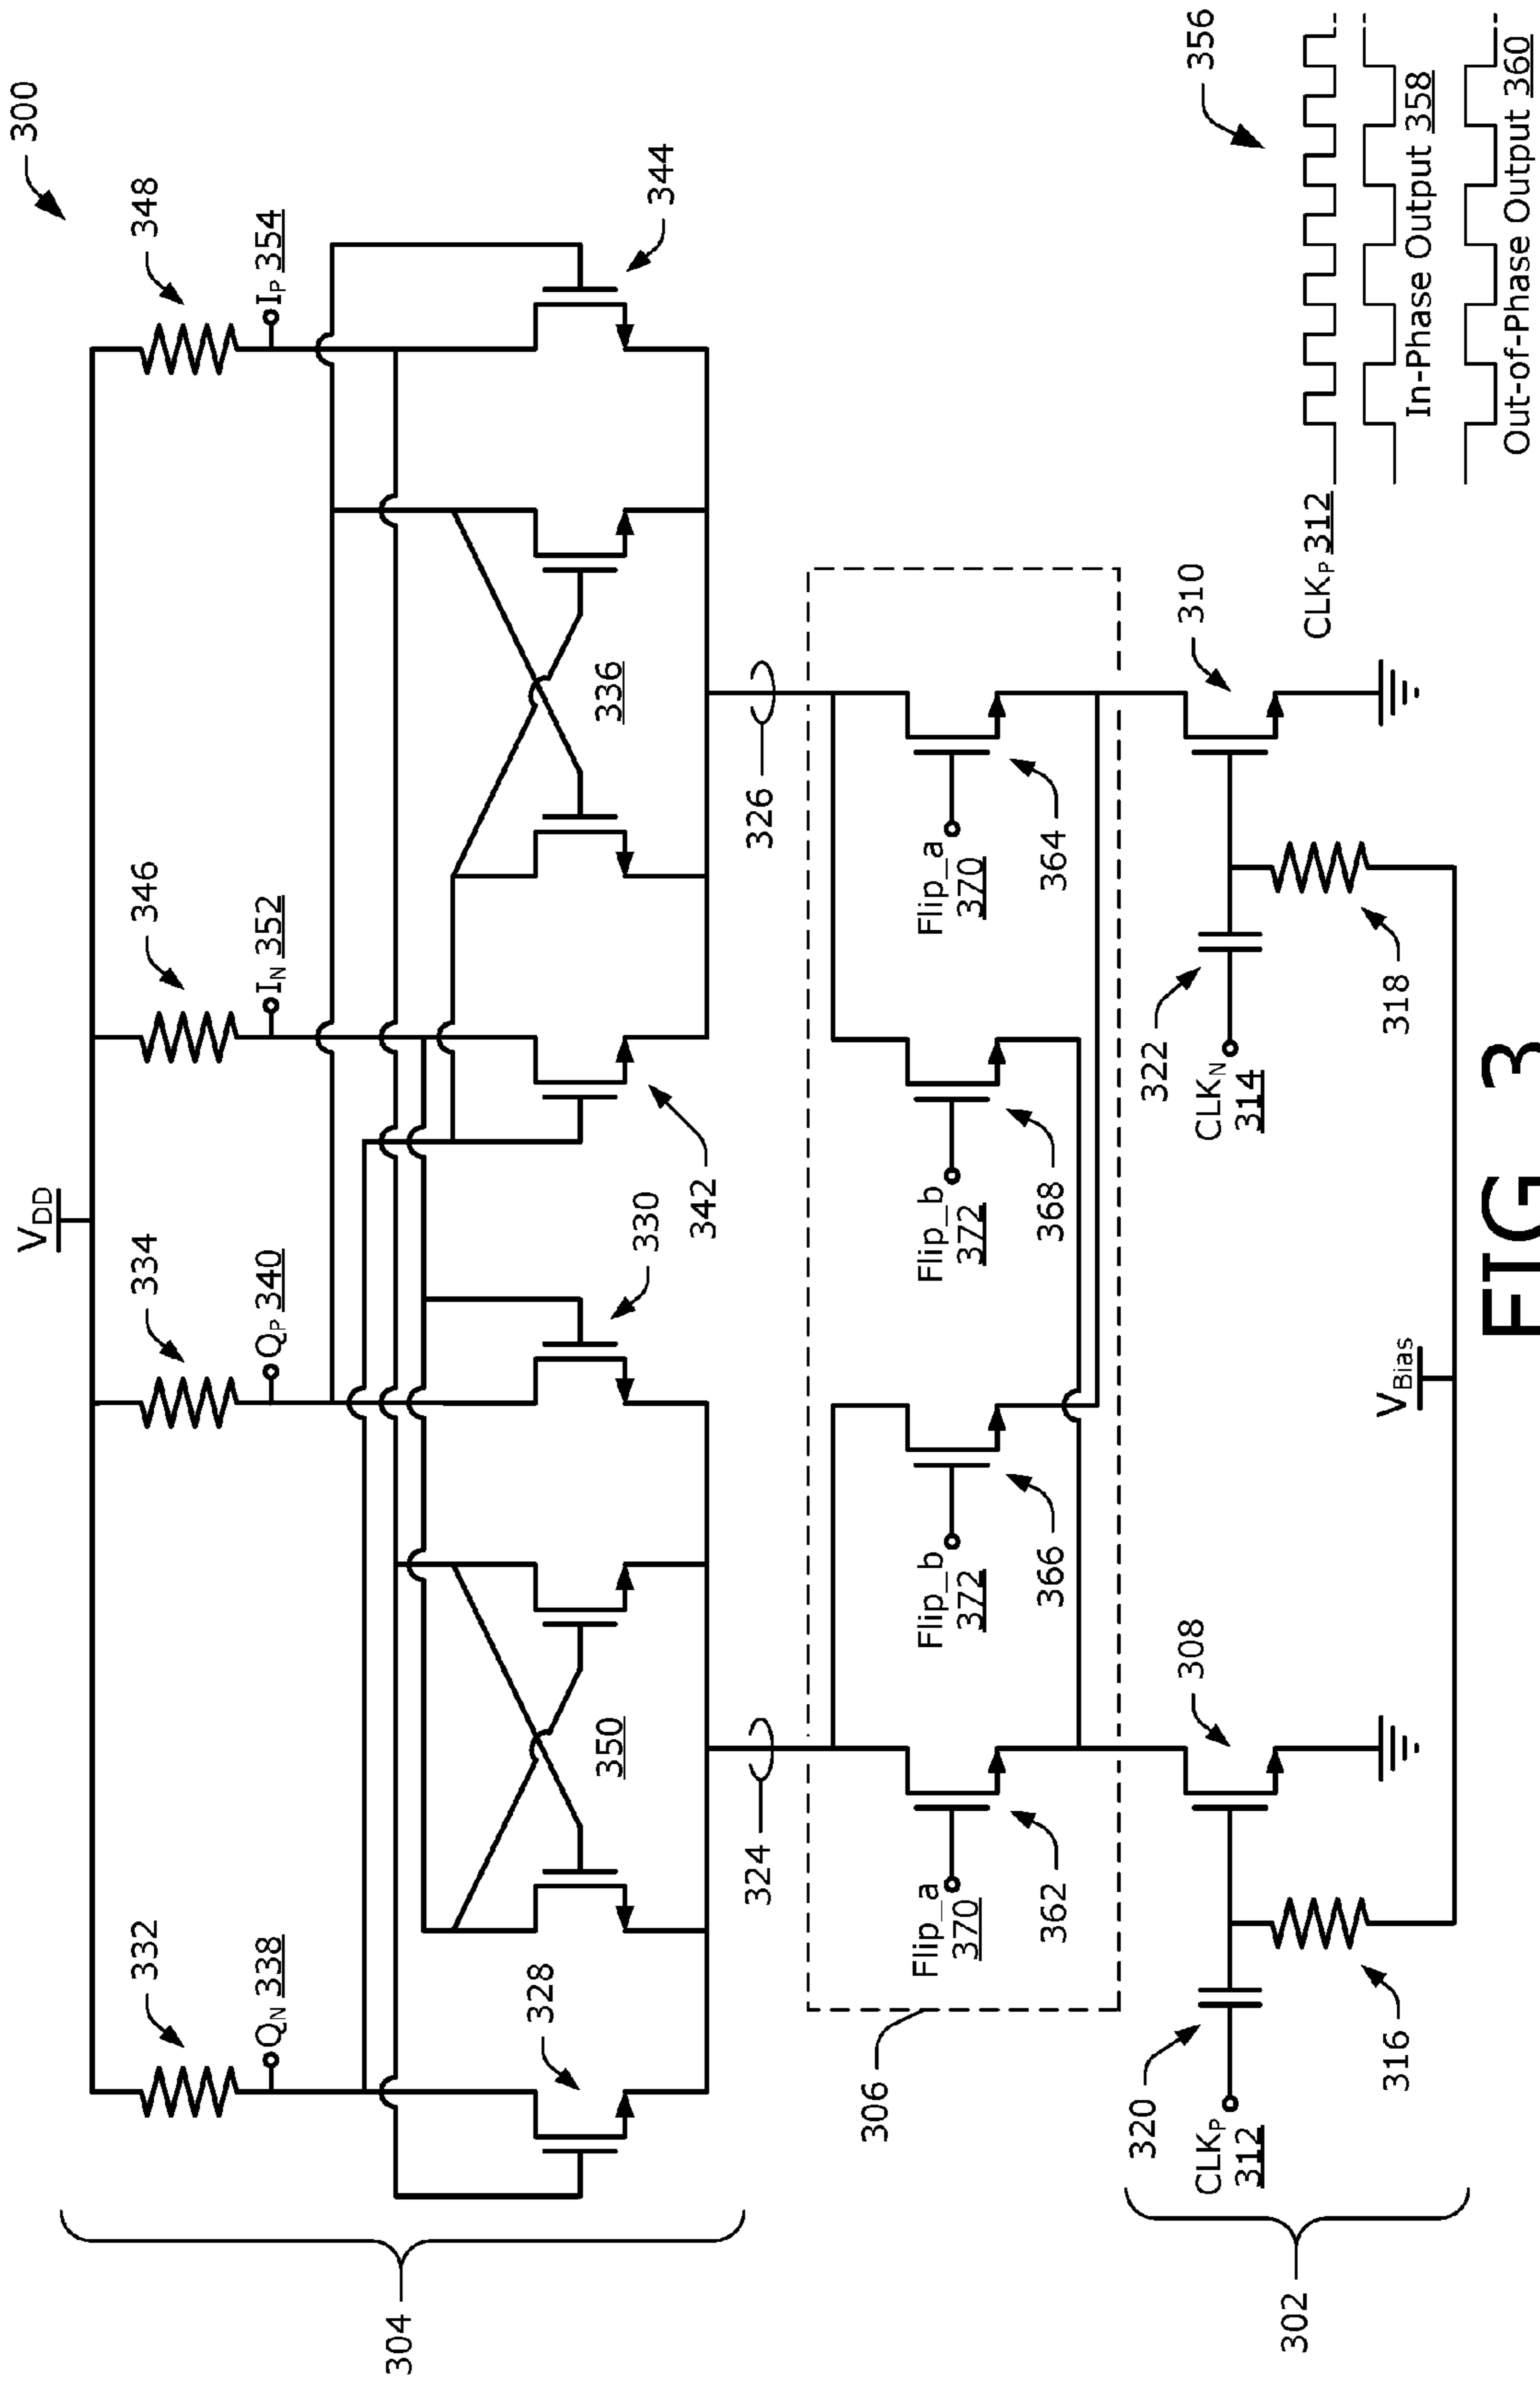 300
V_DD
332
334
346
348
Q_N 338
Q_P 340
I_N 352
I_P 354
304
328
350
330
342
336
344
324
326
306
Flip_a
370
362
Flip_b
372
366
Flip_b
372
368
Flip_a
370
364
302
320
CLK_P
312
316
308
V_Bias
322
CLK_N
314
318
310
356
CLK_P 312
In-Phase Output 358
Out-of-Phase Output 360
FIG 3